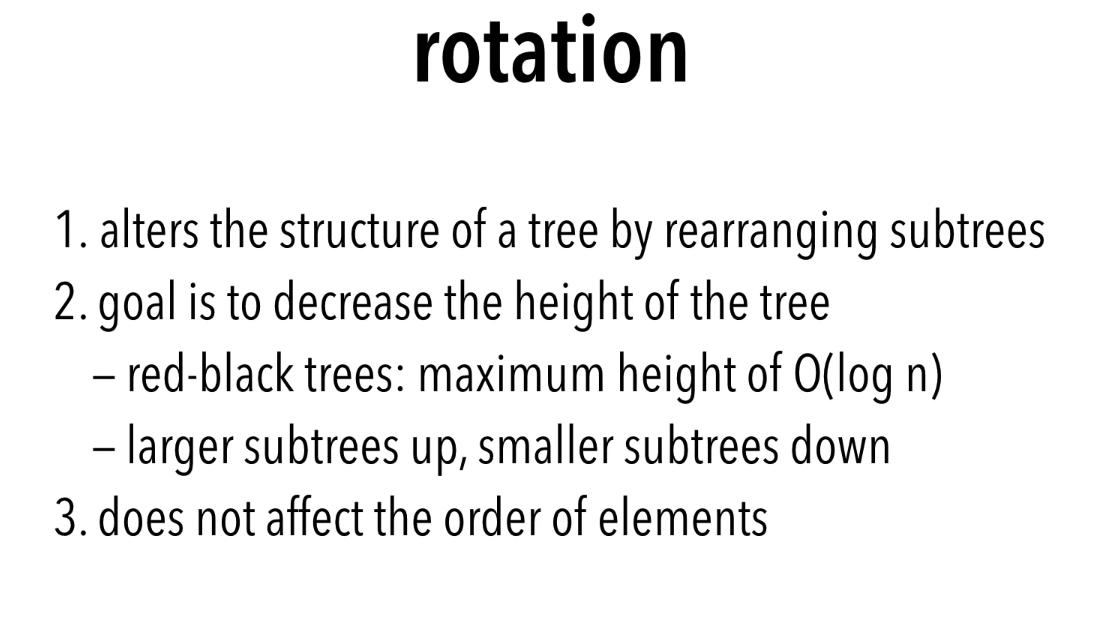 rotation
1. alters the structure of a tree by rearranging subtrees
2. goal is to decrease the height of the tree
– red-black trees: maximum height of O(log n)
– larger subtrees up, smaller subtrees down
3. does not affect the order of elements